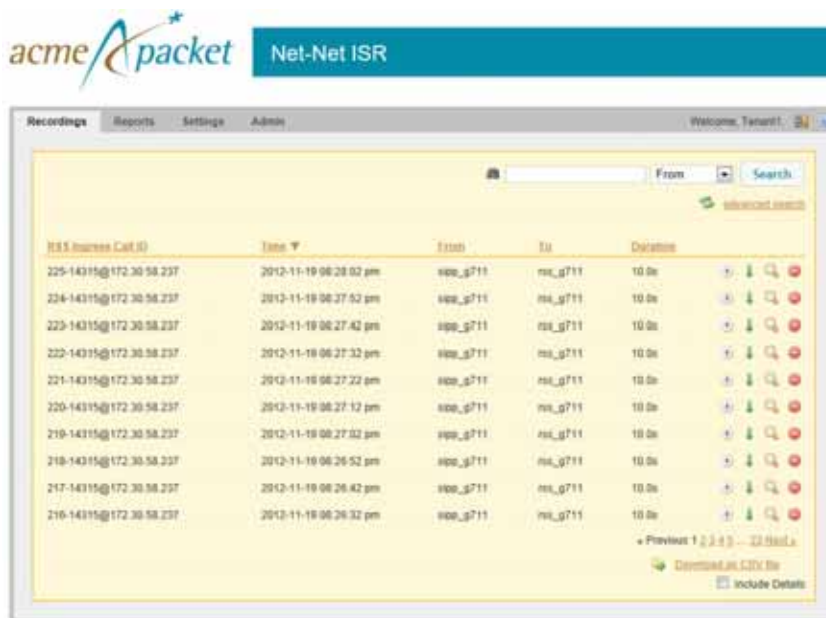 acme packet
Net-Net ISR
Recordings Reports Settings Admin Welcome, Tenant1.
From Search
advanced search
RSS Ingress Call ID Time ▼ From To Duration
225-14315@172.30.58.237 2012-11-19 08:28:02 pm sipp_g711 rss_g711 10.0s
224-14315@172.30.58.237 2012-11-19 08:27:52 pm sipp_g711 rss_g711 10.0s
223-14315@172.30.58.237 2012-11-19 08:27:42 pm sipp_g711 rss_g711 10.0s
222-14315@172.30.58.237 2012-11-19 08:27:32 pm sipp_g711 rss_g711 10.0s
221-14315@172.30.58.237 2012-11-19 08:27:22 pm sipp_g711 rss_g711 10.0s
220-14315@172.30.58.237 2012-11-19 08:27:12 pm sipp_g711 rss_g711 10.0s
219-14315@172.30.58.237 2012-11-19 08:27:02 pm sipp_g711 rss_g711 10.0s
218-14315@172.30.58.237 2012-11-19 08:26:52 pm sipp_g711 rss_g711 10.0s
217-14315@172.30.58.237 2012-11-19 08:26:42 pm sipp_g711 rss_g711 10.0s
216-14315@172.30.58.237 2012-11-19 08:26:32 pm sipp_g711 rss_g711 10.0s
« Previous 1 2 3 4 5 ... Next »
Download as CSV file
Include Details